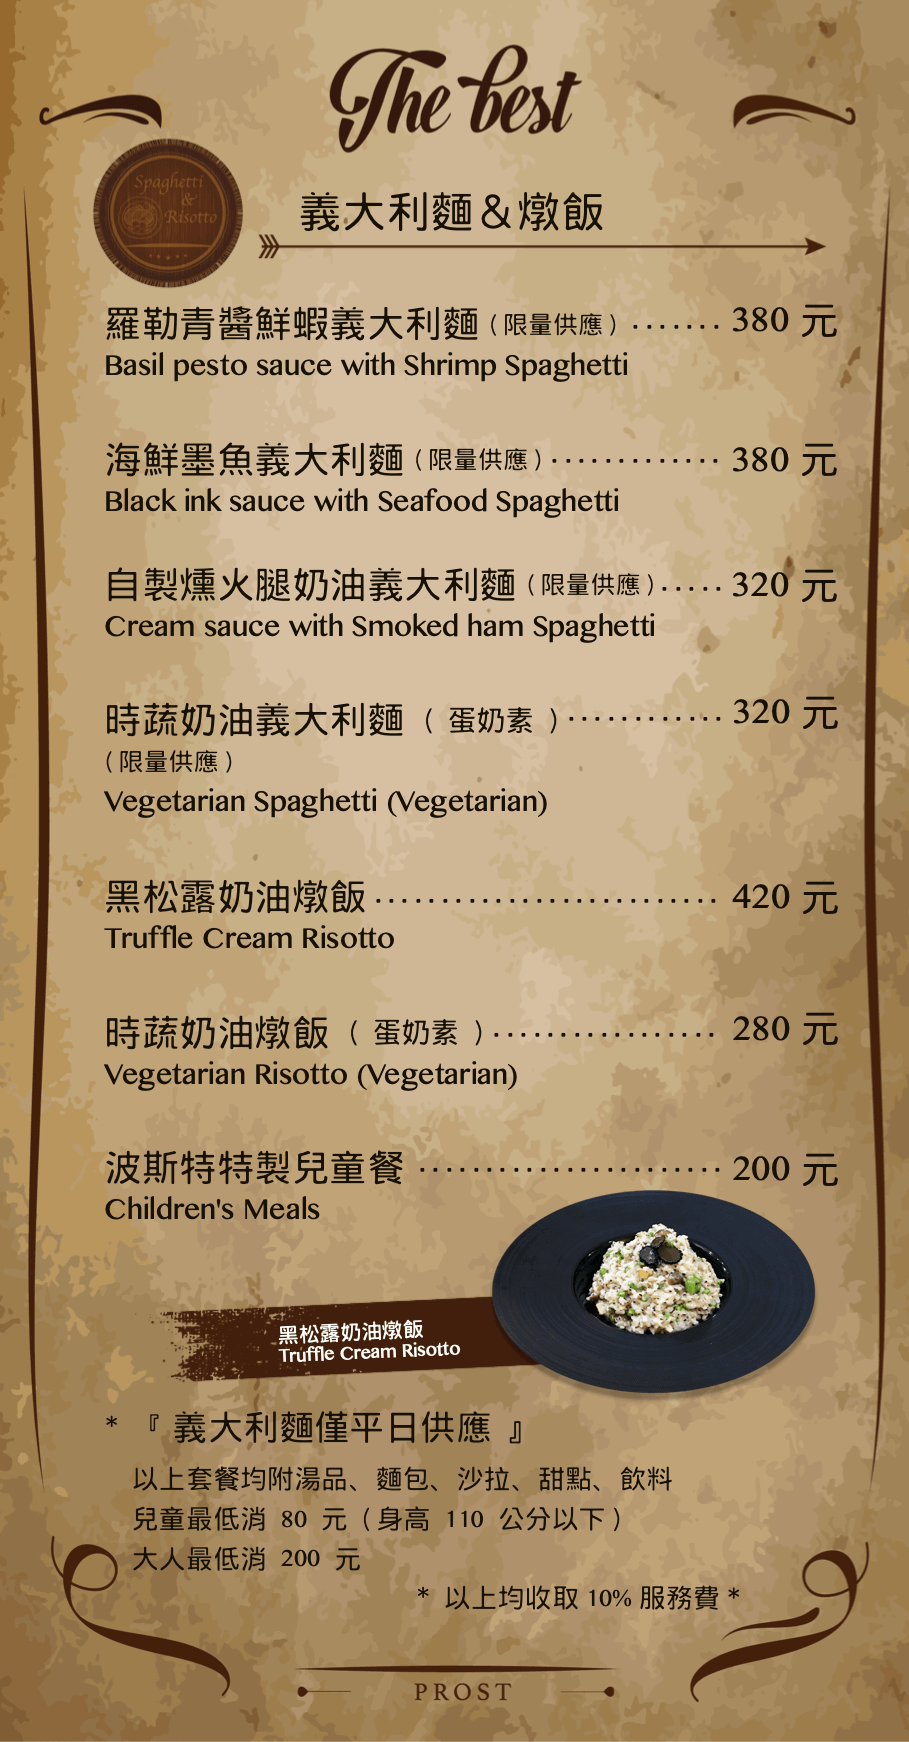 The best
Spaghetti
&
Risotto
義大利麵＆燉飯
羅勒青醬鮮蝦義大利麵（限量供應）······· 380 元
Basil pesto sauce with Shrimp Spaghetti
海鮮墨魚義大利麵（限量供應）············· 380 元
Black ink sauce with Seafood Spaghetti
自製燻火腿奶油義大利麵（限量供應）····· 320 元
Cream sauce with Smoked ham Spaghetti
時蔬奶油義大利麵（ 蛋奶素 ）············ 320 元
（限量供應）
Vegetarian Spaghetti (Vegetarian)
黑松露奶油燉飯 ·························· 420 元
Truffle Cream Risotto
時蔬奶油燉飯（ 蛋奶素 ）················· 280 元
Vegetarian Risotto (Vegetarian)
波斯特特製兒童餐 ······················· 200 元
Children's Meals
黑松露奶油燉飯
Truffle Cream Risotto
* 『 義大利麵僅平日供應 』
以上套餐均附湯品、麵包、沙拉、甜點、飲料
兒童最低消 80 元（身高 110 公分以下）
大人最低消 200 元
* 以上均收取 10% 服務費 *
PROST